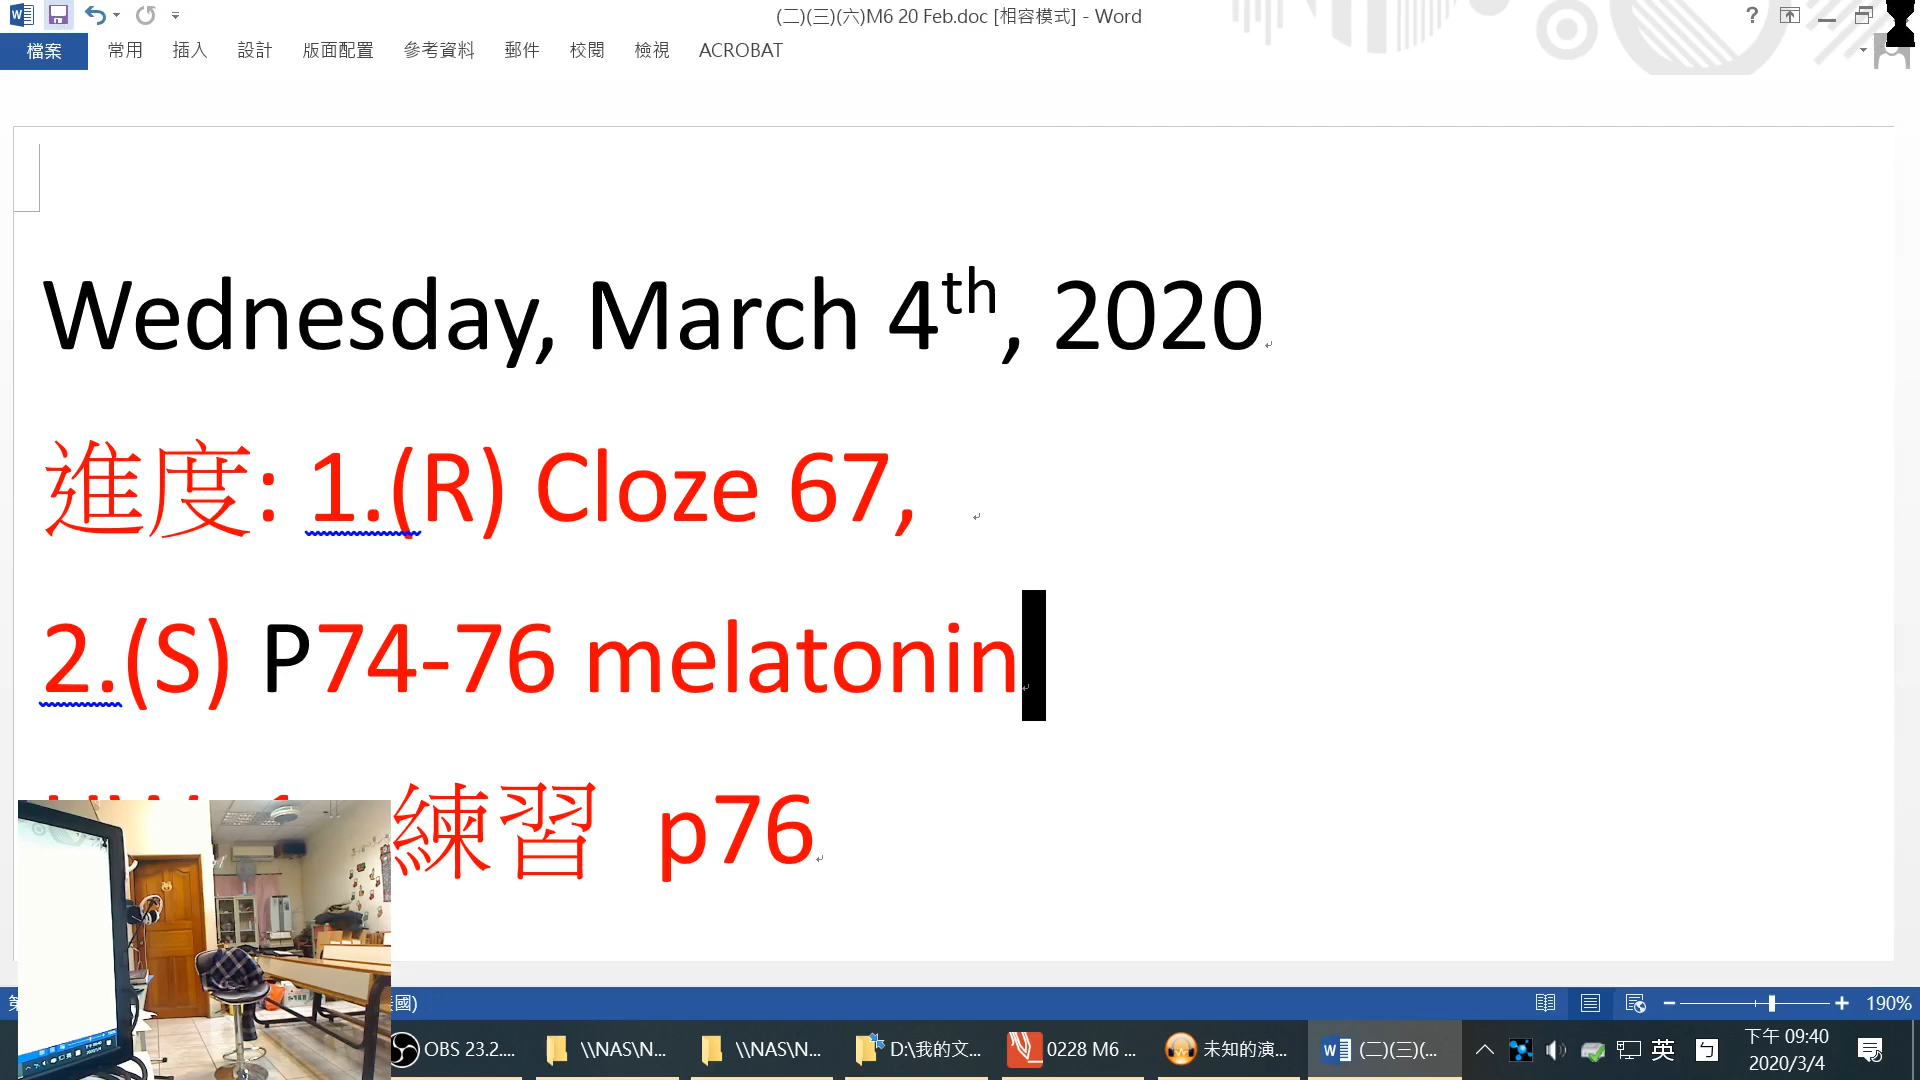 (二)(三)(六)M6 20 Feb.doc [相容模式] - Word
檔案 常用 插入 設計 版面配置 參考資料 郵件 校閱 檢視 ACROBAT
Wednesday, March 4th, 2020
進度: 1.(R) Cloze 67,
2.(S) P74-76 melatonin
練習 p76
國)
190%
OBS 23.2....
\\NAS\N...
\\NAS\N...
D:\我的文...
0228 M6 ...
未知的演...
(二)(三)(...
英
ㄅ
下午 09:40
2020/3/4